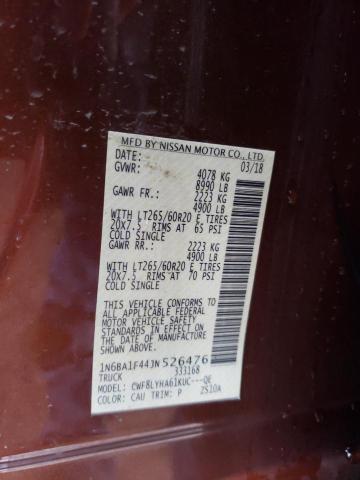 MFD BY NISSAN MOTOR CO., LTD.
DATE: 03/18
GVWR: 4078 KG
8990 LB
GAWR FR.: 2223 KG
4900 LB
WITH LT265/60R20 E TIRES
20X7.5 RIMS AT 65 PSI
COLD SINGLE
GAWR RR.: 2223 KG
4900 LB
WITH LT265/60R20 E TIRES
20X7.5 RIMS AT 70 PSI
COLD SINGLE
THIS VEHICLE CONFORMS TO
ALL APPLICABLE FEDERAL
MOTOR VEHICLE SAFETY
STANDARDS IN EFFECT ON
THE DATE OF MANUFACTURE
1N6BA1F44JN526476
TRUCK 333168
MODEL: CWF8LYHA61KUC---QE
COLOR: CAU TRIM: P 2S10A